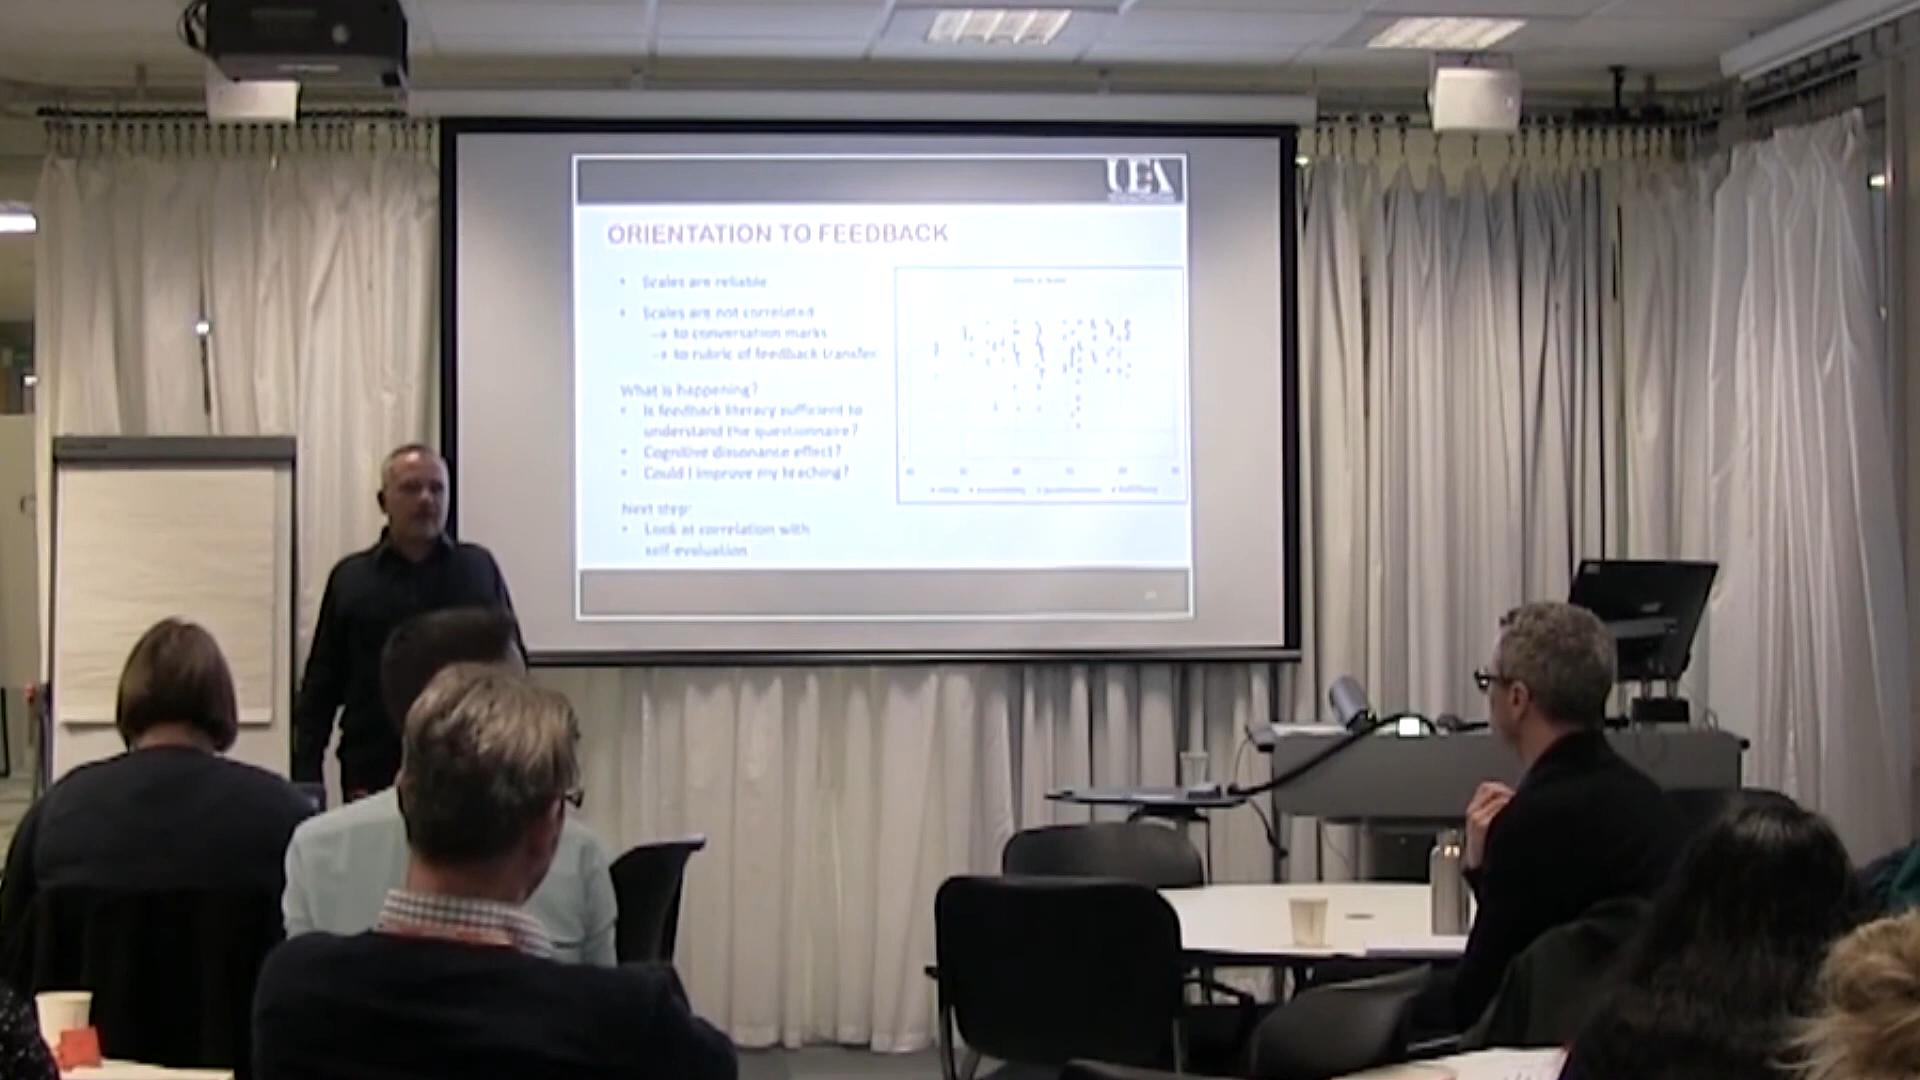 UEA
ORIENTATION TO FEEDBACK
• Scales are reliable
• Scales are not correlated
→ to conversation marks
→ to rubric of feedback transfer
What is happening?
• Is feedback literacy sufficient to
understand the questionnaire?
• Cognitive dissonance effect?
• Could I improve my teaching?
Next step:
• Look at correlation with
self-evaluation